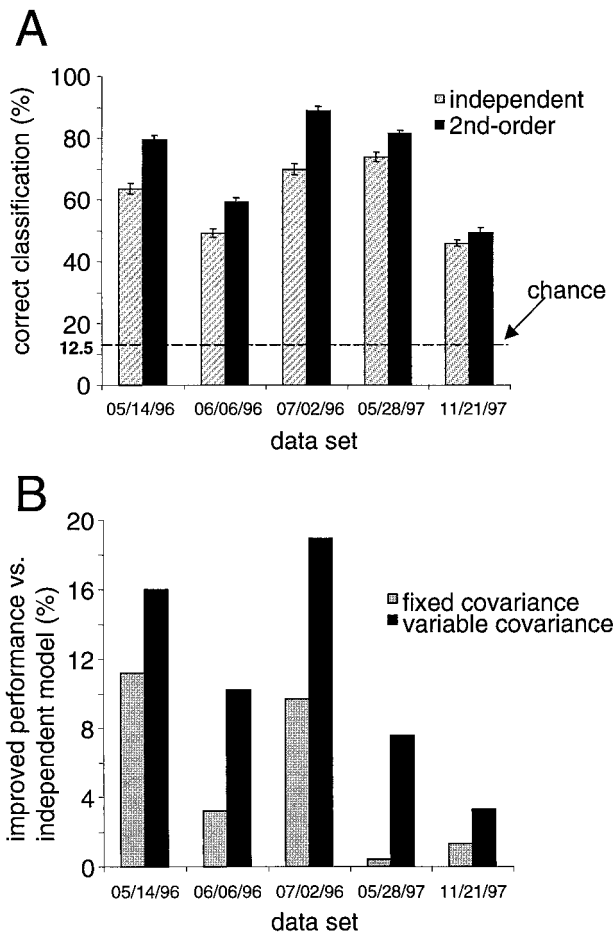 A
correct classification (%)
100
80
60
40
20
12.5
0
independent
2nd-order
chance
05/14/96 06/06/96 07/02/96 05/28/97 11/21/97
data set
B
improved performance vs.
independent model (%)
20
16
12
8
4
0
fixed covariance
variable covariance
05/14/96 06/06/96 07/02/96 05/28/97 11/21/97
data set